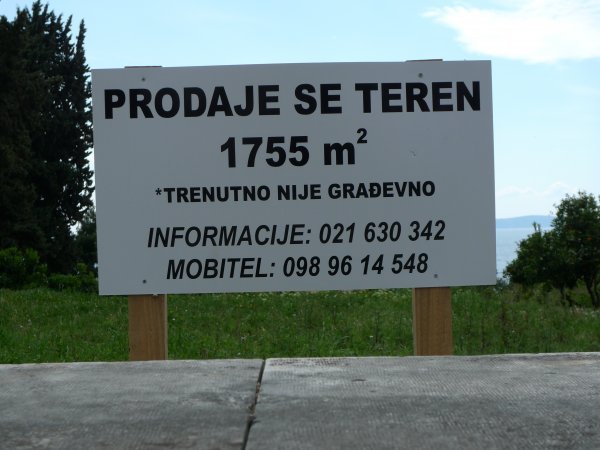 PRODAJE SE TEREN
1755 m²
*TRENUTNO NIJE GRAĐEVNO
INFORMACIJE: 021 630 342
MOBITEL: 098 96 14 548